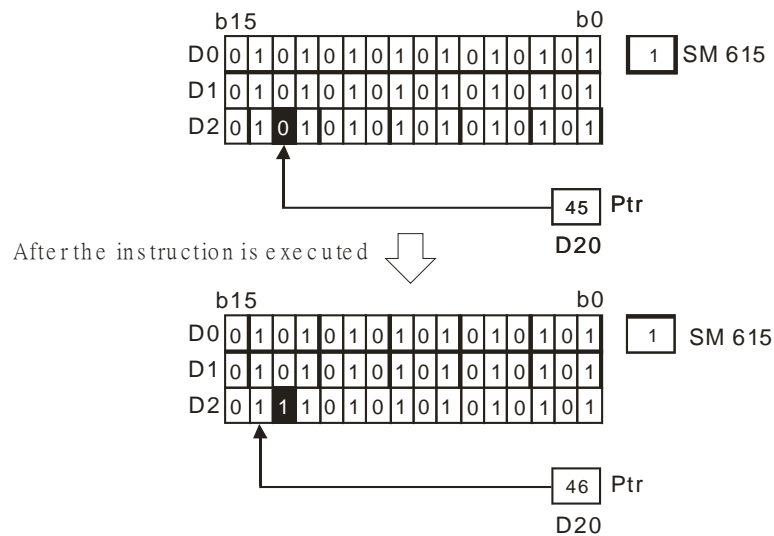 b15 b0
D0 0 1 0 1 0 1 0 1 0 1 0 1 0 1 0 1 1 SM 615
D1 0 1 0 1 0 1 0 1 0 1 0 1 0 1 0 1
D2 0 1 0 1 0 1 0 1 0 1 0 1 0 1 0 1
45 Ptr
D20
After the instruction is executed
b15 b0
D0 0 1 0 1 0 1 0 1 0 1 0 1 0 1 0 1 1 SM 615
D1 0 1 0 1 0 1 0 1 0 1 0 1 0 1 0 1
D2 0 1 1 1 0 1 0 1 0 1 0 1 0 1 0 1
46 Ptr
D20